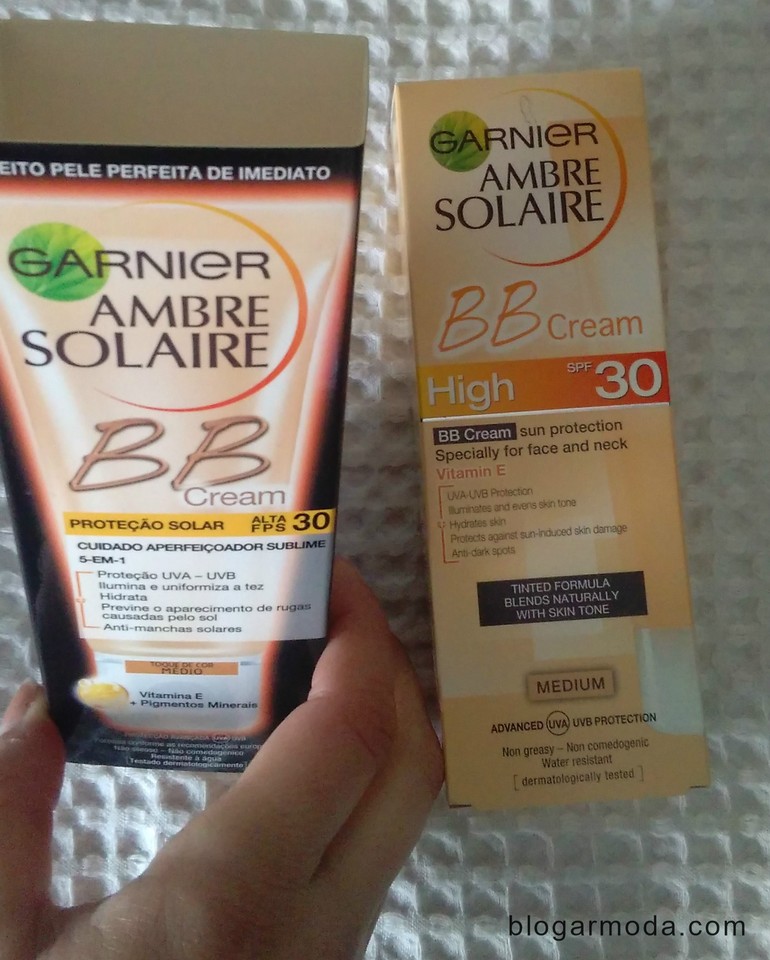 EITO PELE PERFEITA DE IMEDIATO
GARNIER
AMBRE
SOLAIRE
BB
Cream
PROTEÇÃO SOLAR ALTA FPS 30
CUIDADO APERFEIÇOADOR SUBLIME
5-EM-1
Proteção UVA – UVB
Ilumina e uniformiza a tez
Hidrata
Previne o aparecimento de rugas
causadas pelo sol
Anti-manchas solares
TOQUE DE COR
MÉDIO
Vitamina E
+ Pigmentos Minerais
Não oleoso – Não comedogénico
Resistente à água
[Testado dermatologicamente]
GARNIER
AMBRE
SOLAIRE
BB Cream
High SPF 30
BB Cream sun protection
Specially for face and neck
Vitamin E
UVA-UVB Protection
Illuminates and evens skin tone
Hydrates skin
Protects against sun-induced skin damage
Anti-dark spots
TINTED FORMULA
BLENDS NATURALLY
WITH SKIN TONE
MEDIUM
ADVANCED UVA UVB PROTECTION
Non greasy – Non comedogenic
Water resistant
[ dermatologically tested ]
blogarmoda.com